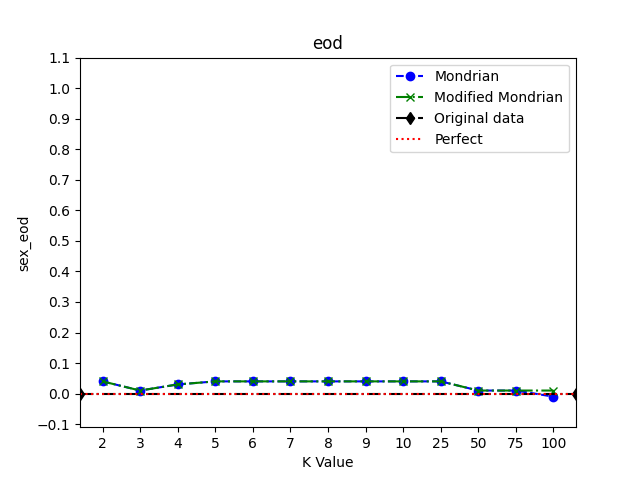 eod
1.1
1.0
0.9
0.8
0.7
0.6
0.5
0.4
0.3
0.2
0.1
0.0
−0.1
sex_eod
Mondrian
Modified Mondrian
Original data
Perfect
2 3 4 5 6 7 8 9 10 25 50 75 100
K Value